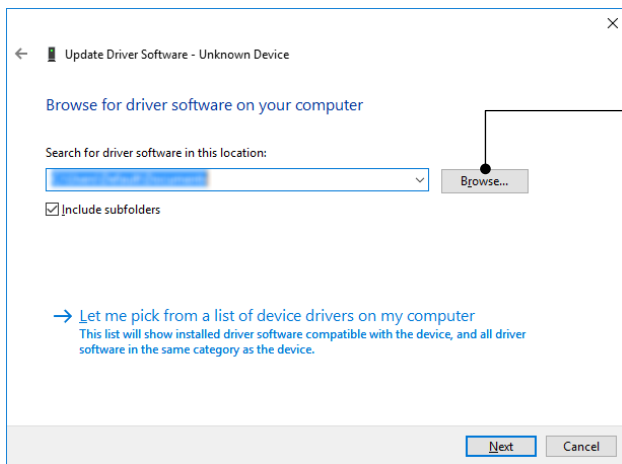 Update Driver Software - Unknown Device
Browse for driver software on your computer
Search for driver software in this location:
Browse...
Include subfolders
Let me pick from a list of device drivers on my computer
This list will show installed driver software compatible with the device, and all driver
software in the same category as the device.
Next
Cancel